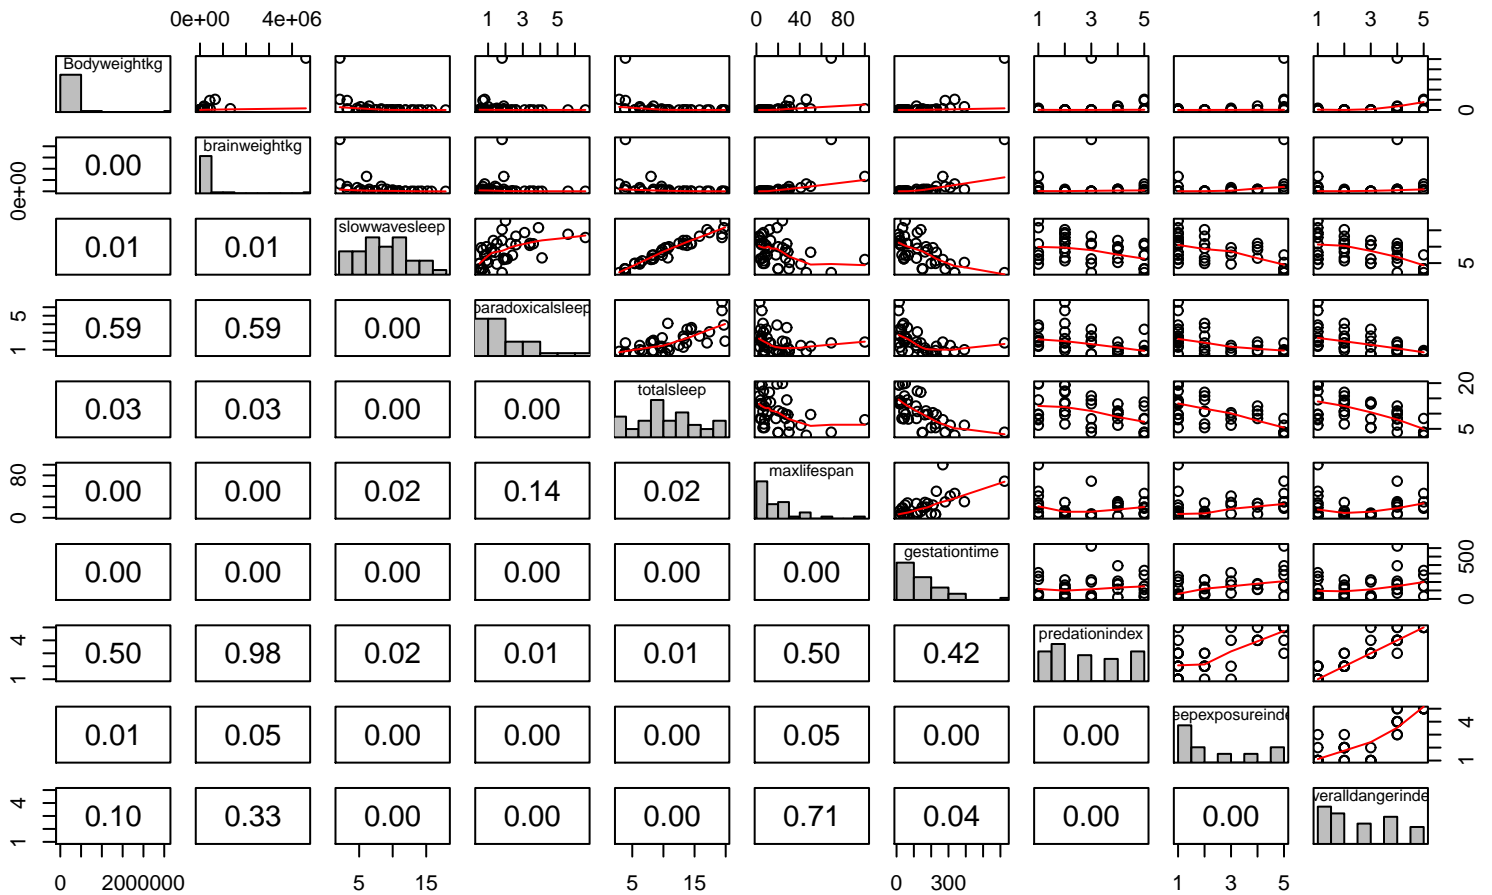 0e+00 4e+06 1 3 5 0 40 80 1 3 5 1 3 5
Bodyweightkg
0
0.00 brainweightkg
0e+00
0.01 0.01 slowwavesleep
5
0.59 0.59 0.00 paradoxicalsleep
1 5
0.03 0.03 0.00 0.00 totalsleep
5 20
0.00 0.00 0.02 0.14 0.02 maxlifespan
0 80
0.00 0.00 0.00 0.00 0.00 0.00 gestationtime
0 500
0.50 0.98 0.02 0.01 0.01 0.50 0.42 predationindex
1 4
0.01 0.05 0.00 0.00 0.00 0.05 0.00 0.00 eepexposureinde
1 4
0.10 0.33 0.00 0.00 0.00 0.71 0.04 0.00 0.00 veralldangerinde
1 4
0 2000000 5 15 5 15 0 300 1 3 5